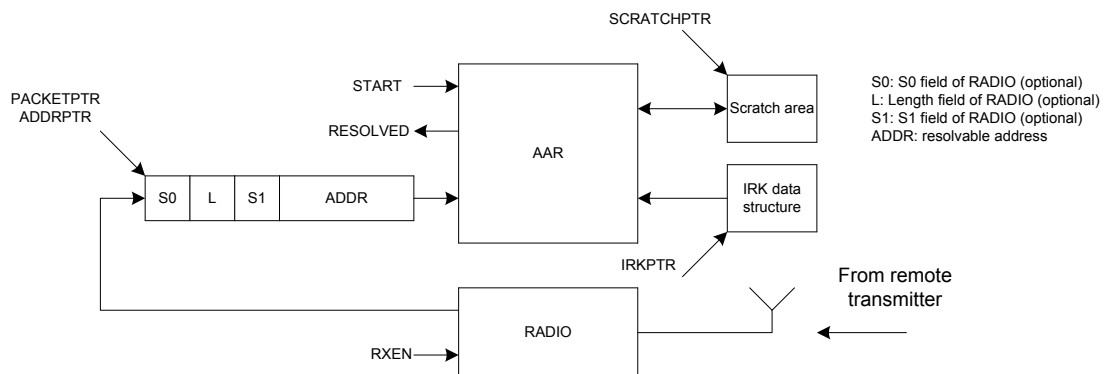 SCRATCHPTR
START
PACKETPTR
ADDRPTR
RESOLVED
AAR
Scratch area
S0: S0 field of RADIO (optional)
L: Length field of RADIO (optional)
S1: S1 field of RADIO (optional)
ADDR: resolvable address
S0
L
S1
ADDR
IRK data
structure
IRKPTR
From remote
transmitter
RADIO
RXEN